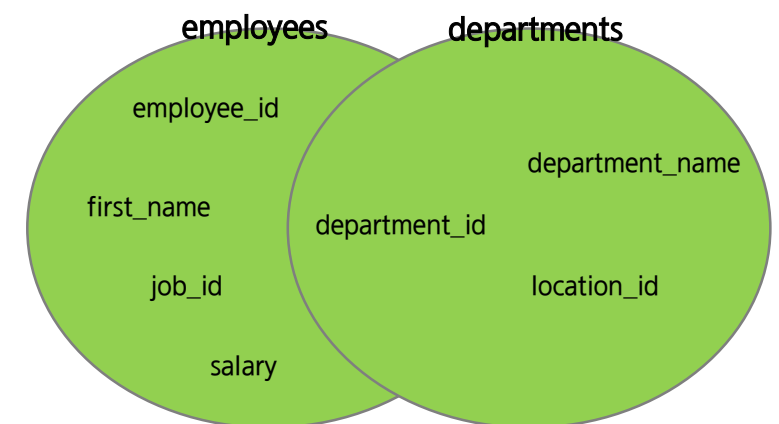 employees
departments
employee_id
department_name
first_name
department_id
job_id
location_id
salary